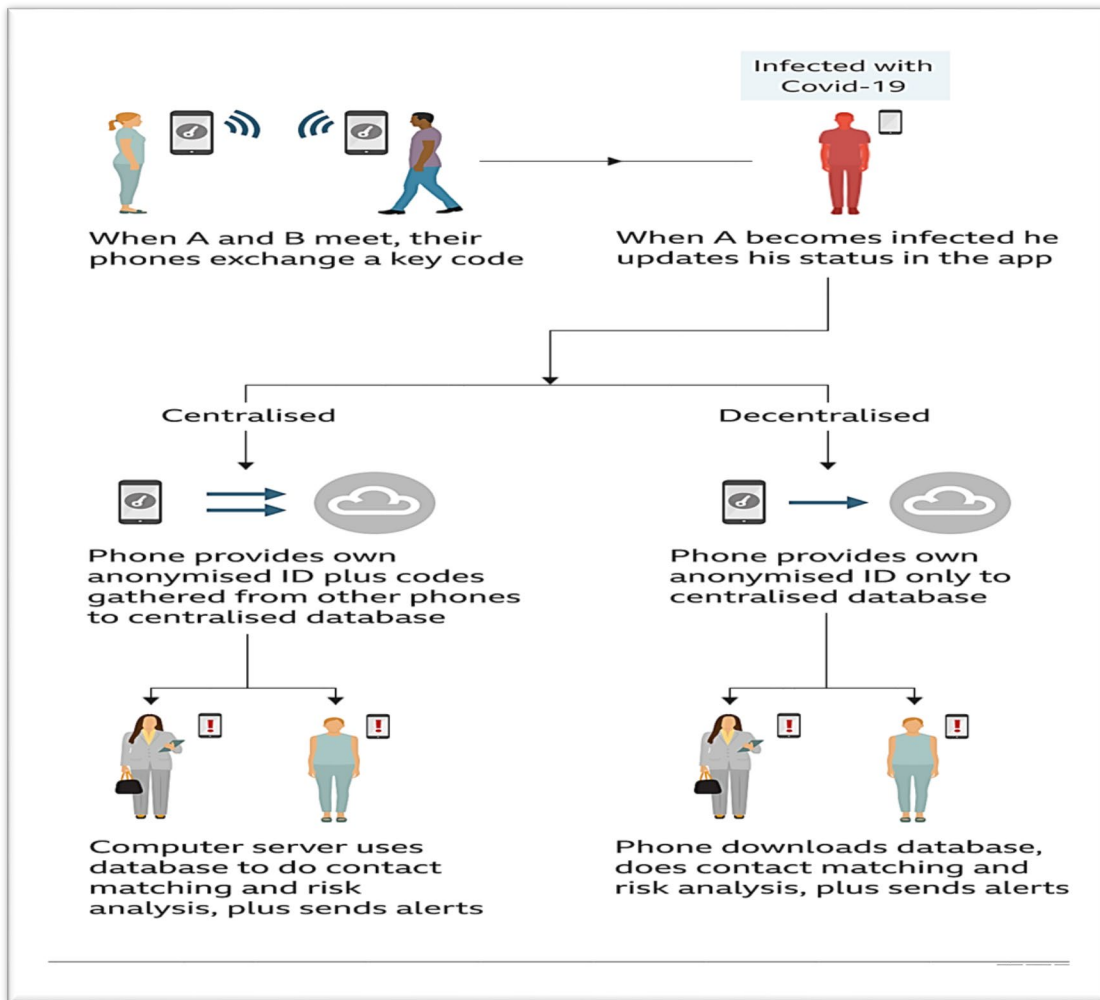 Infected with
Covid-19
When A and B meet, their
phones exchange a key code
When A becomes infected he
updates his status in the app
Centralised
Decentralised
Phone provides own
anonymised ID plus codes
gathered from other phones
to centralised database
Phone provides own
anonymised ID only to
centralised database
Computer server uses
database to do contact
matching and risk
analysis, plus sends alerts
Phone downloads database,
does contact matching and
risk analysis, plus sends alerts